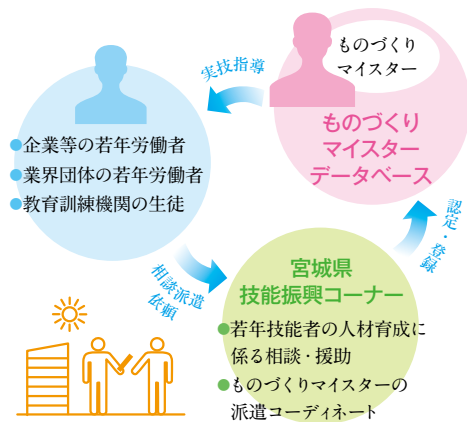 ものづくり
マイスター
ものづくり
マイスター
データベース
実技指導
●企業等の若年労働者
●業界団体の若年労働者
●教育訓練機関の生徒
相談派遣
依頼
認定・登録
宮城県
技能振興コーナー
●若年技能者の人材育成に
係る相談・援助
●ものづくりマイスターの
派遣コーディネート